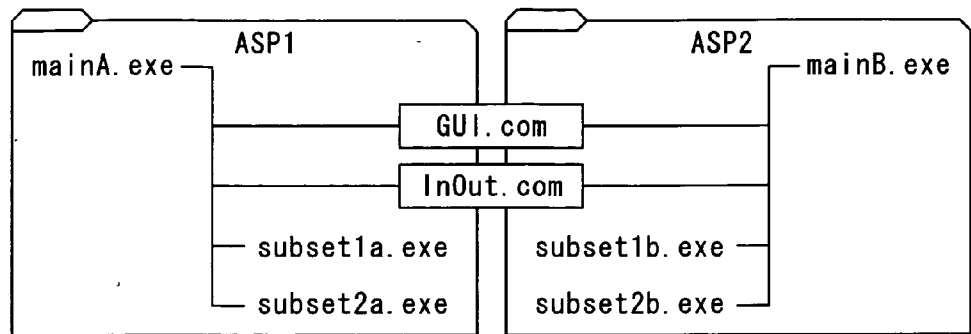 ASP1
ASP2
mainA. exe
mainB. exe
GUI. com
InOut. com
subset1a. exe
subset1b. exe
subset2a. exe
subset2b. exe